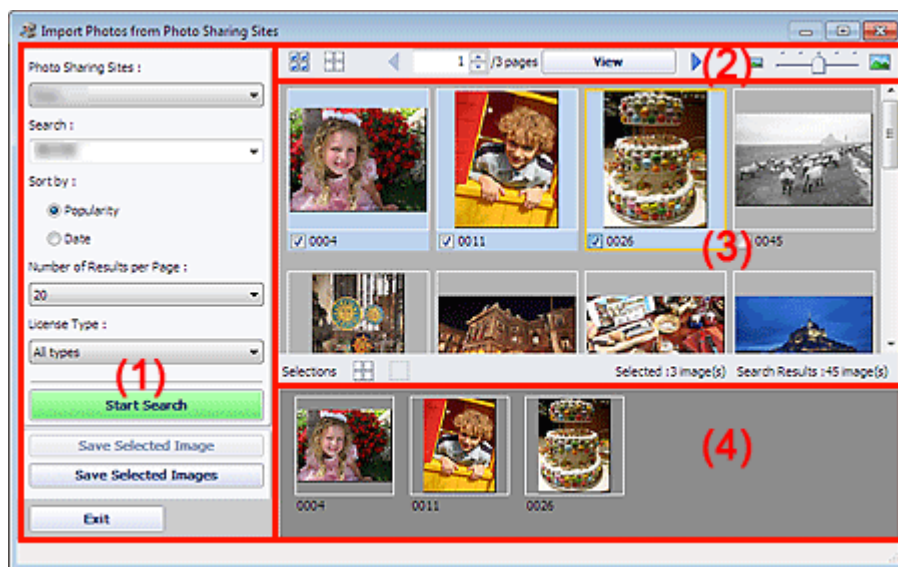 Import Photos from Photo Sharing Sites
Photo Sharing Sites :
Search :
Sort by :
Popularity
Date
Number of Results per Page :
20
License Type :
All types
(1)
Start Search
Save Selected Image
Save Selected Images
Exit
1 /3 pages View (2)
0004 0011 0026 (3) 0045
Selections Selected :3 image(s) Search Results :45 image(s)
(4)
0004 0011 0026